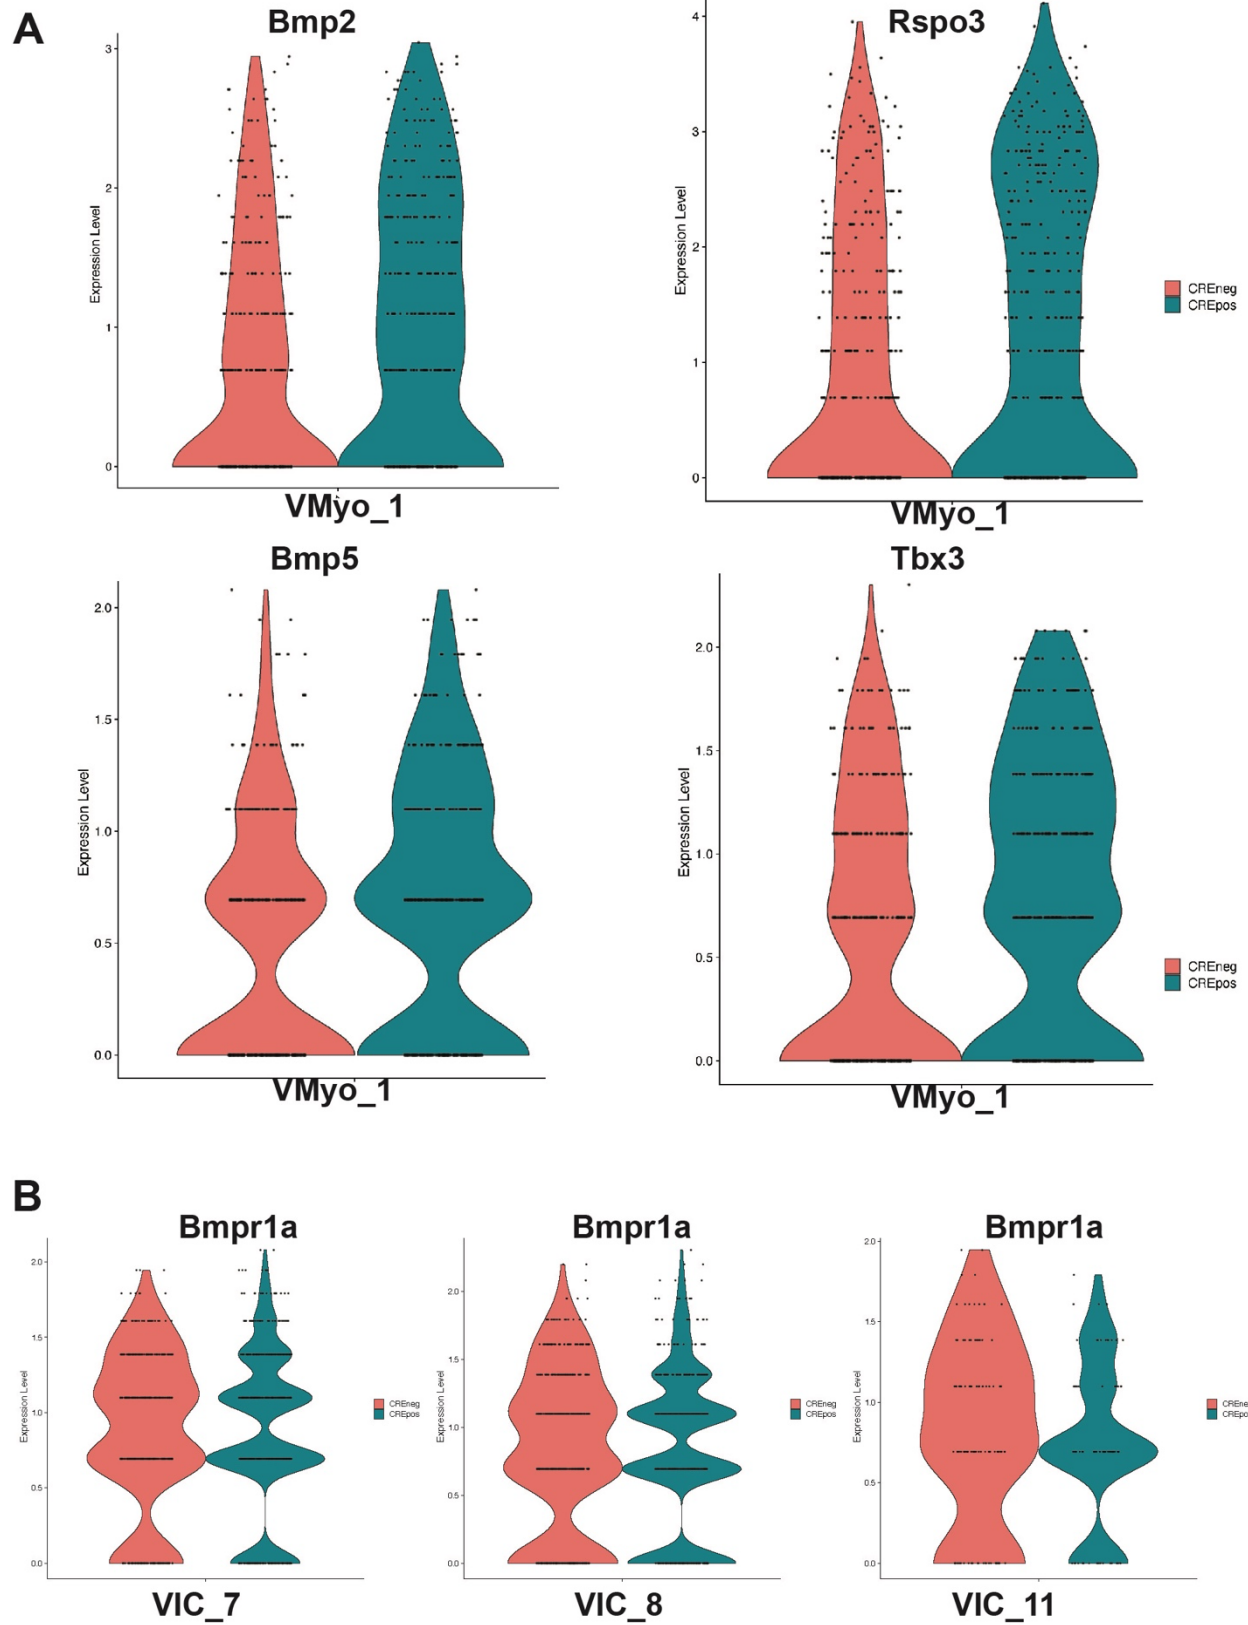 A
Bmp2
Rspo3
3
2
1
0
Expression Level
VMyo_1
4
3
2
1
0
Expression Level
VMyo_1
CREneg
CREpos
Bmp5
Tbx3
2.0
1.5
1.0
0.5
0.0
Expression Level
VMyo_1
2.0
1.5
1.0
0.5
0.0
Expression Level
VMyo_1
CREneg
CREpos
B
Bmpr1a
Bmpr1a
Bmpr1a
2.0
1.5
1.0
0.5
0.0
Expression Level
VIC_7
CREneg
CREpos
2.0
1.5
1.0
0.5
0.0
Expression Level
VIC_8
CREneg
CREpos
2.0
1.5
1.0
0.5
0.0
Expression Level
VIC_11
CREne
CREpo